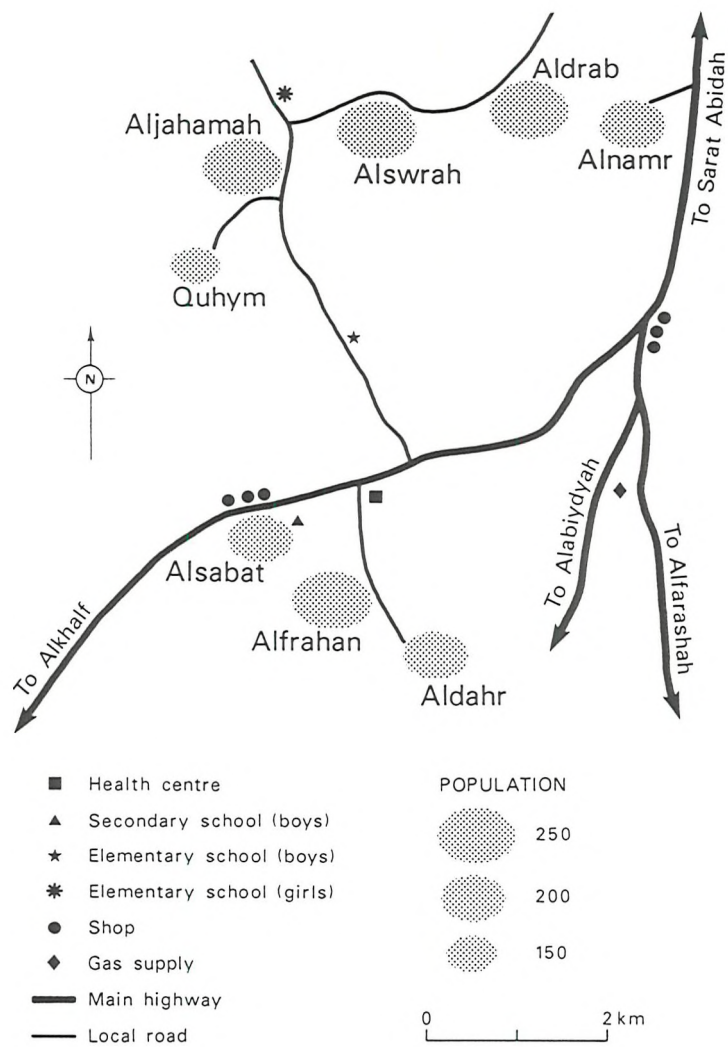 Aldrab
Aljahamah
Alswrah
Alnamr
To Sarat Abidah
Quhym
N
Alsabat
To Alabiydyah
To Alfarashah
To Alkhalf
Alfrahan
Aldahr
Health centre
Secondary school (boys)
Elementary school (boys)
Elementary school (girls)
Shop
Gas supply
Main highway
Local road
POPULATION
250
200
150
0 2 km